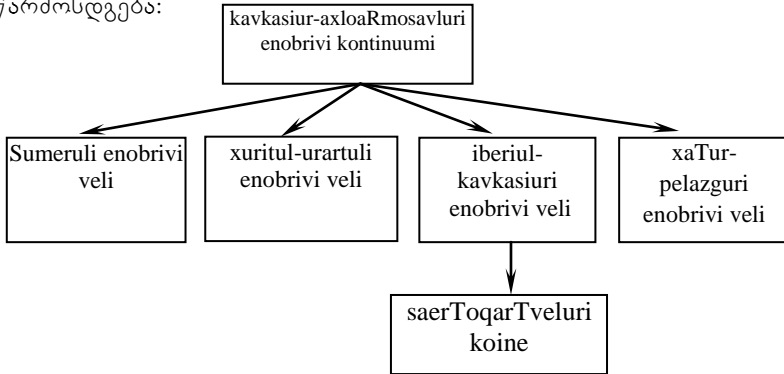 წარმოსდგება:
kavkasiur-axloaRmosavluri
enobrivi kontinuumi
Sumeruli enobrivi
veli
xuritul-urartuli
enobrivi veli
iberiul-
kavkasiuri
enobrivi veli
xaTur-
pelazguri
enobrivi veli
saerToqarTveluri
koine